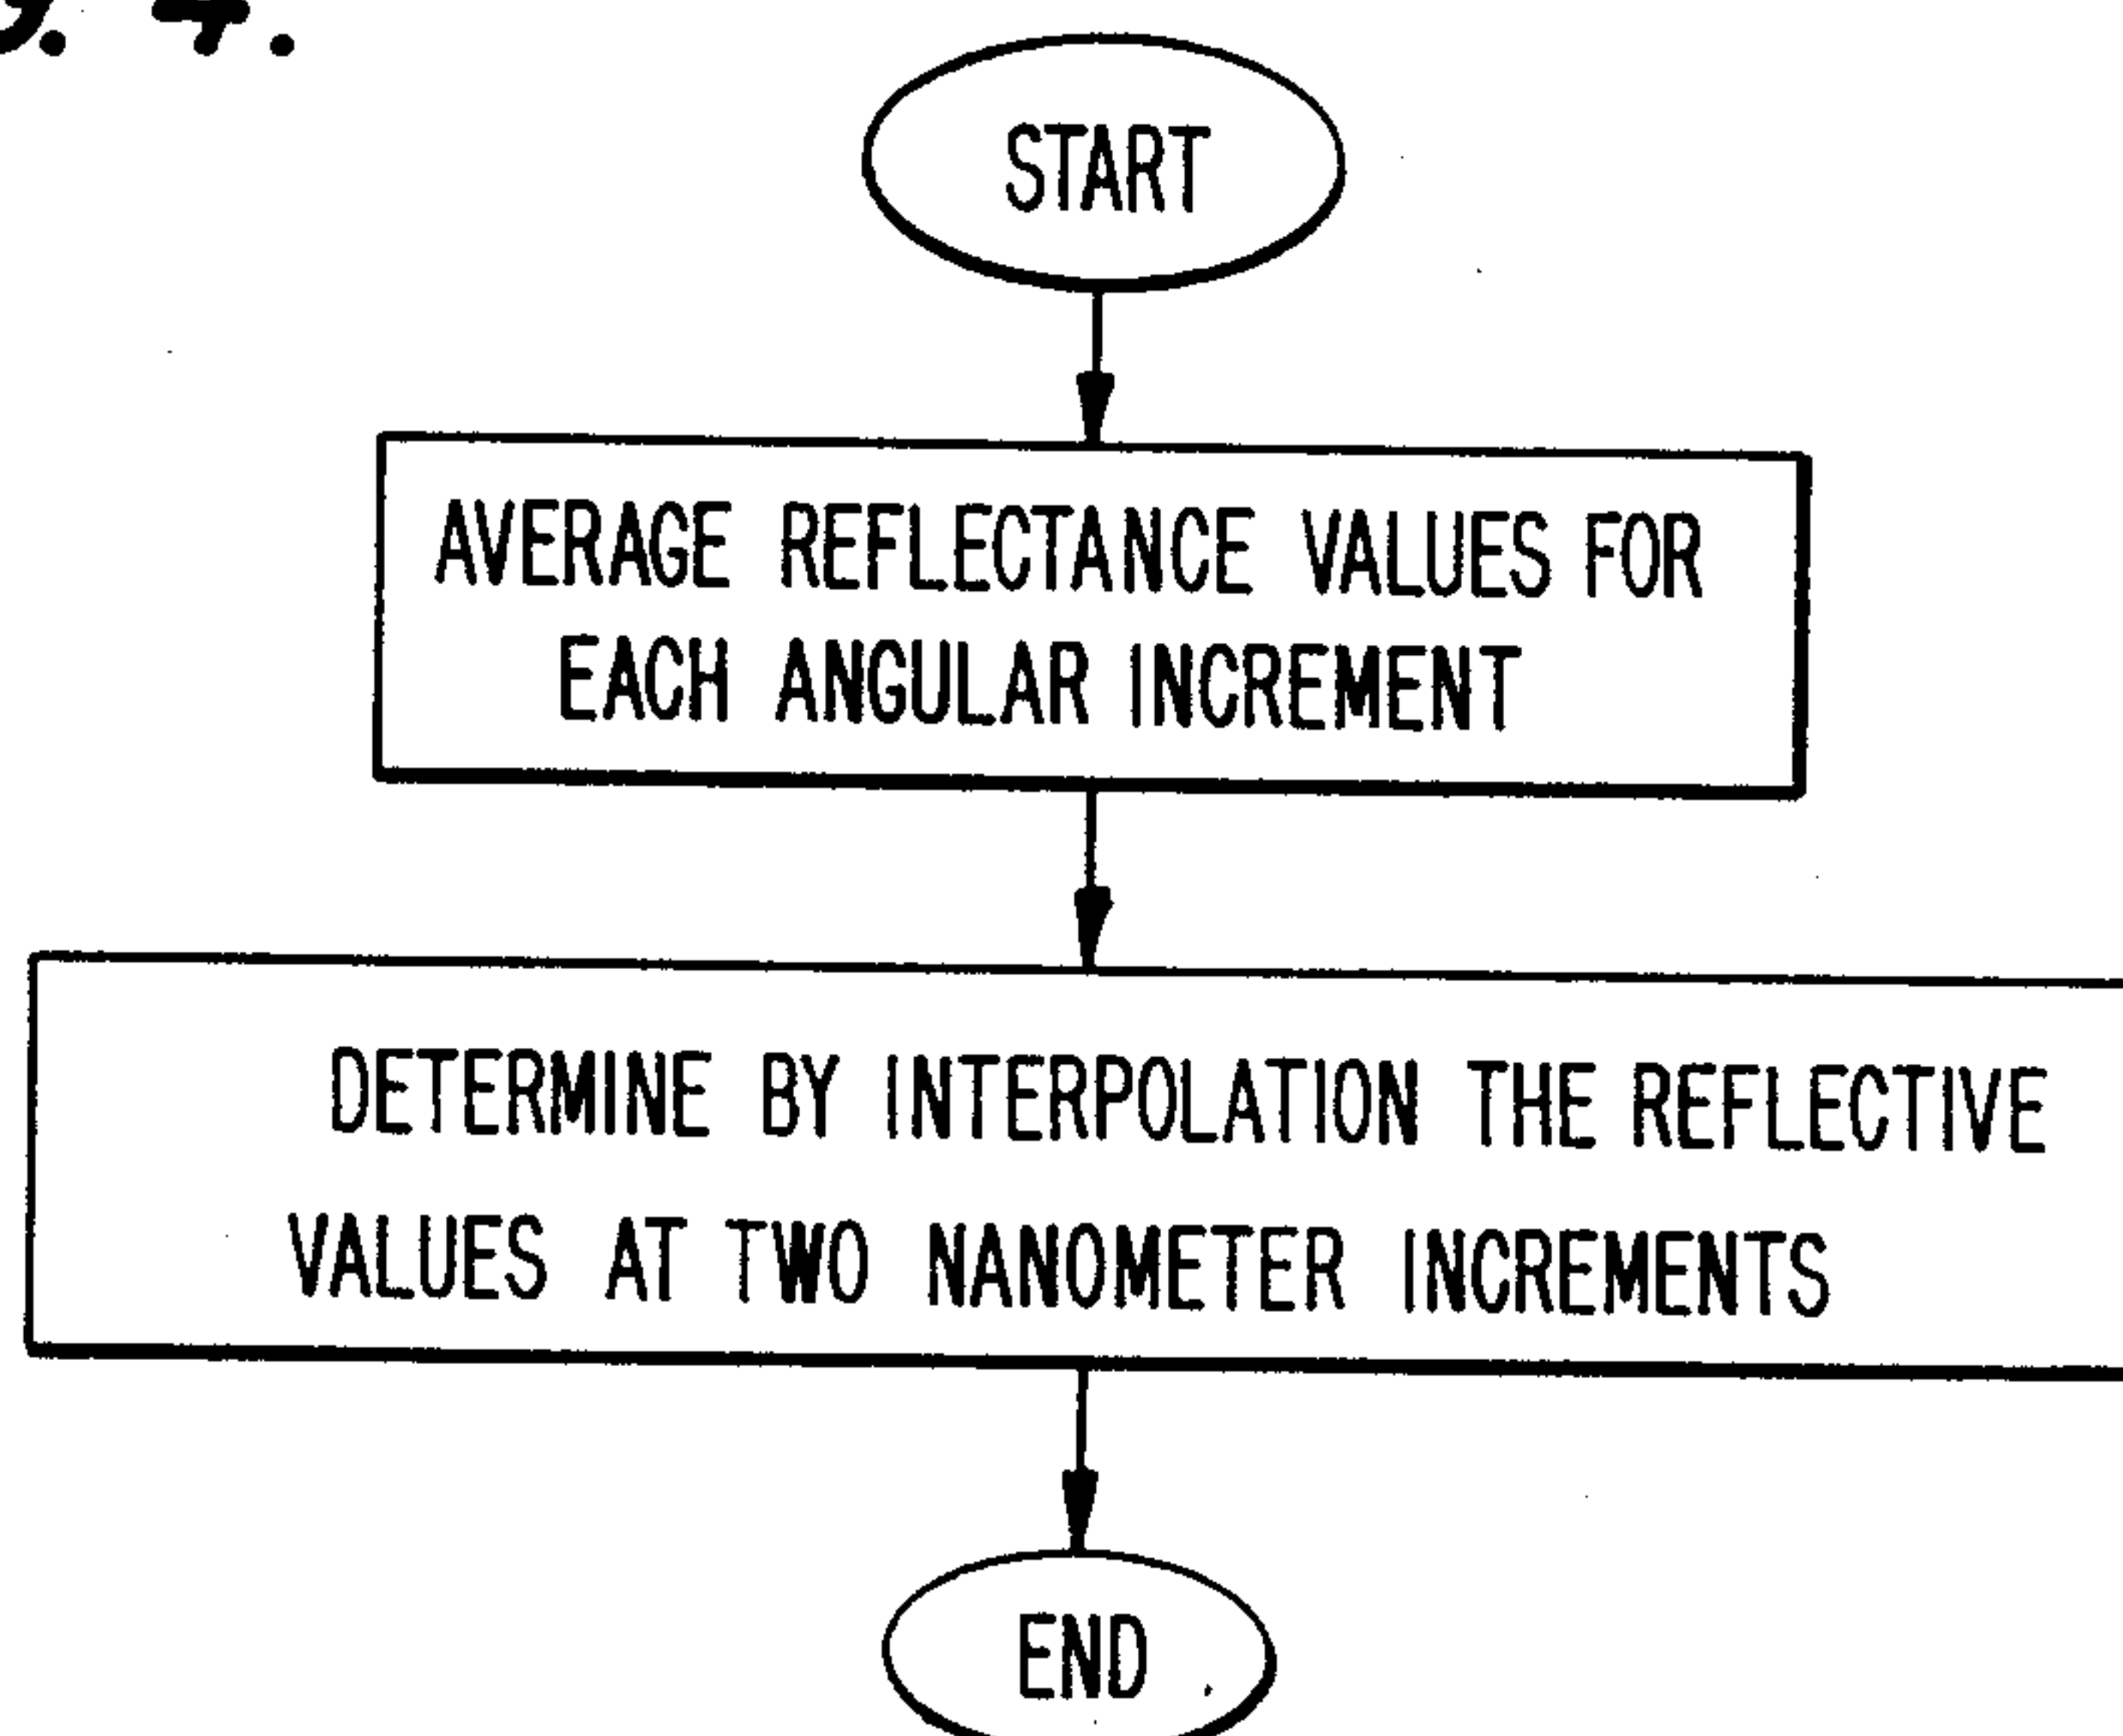 4.
START
AVERAGE REFLECTANCE VALUES FOR
EACH ANGULAR INCREMENT
DETERMINE BY INTERPOLATION THE REFLECTIVE
VALUES AT TWO NANOMETER INCREMENTS
END